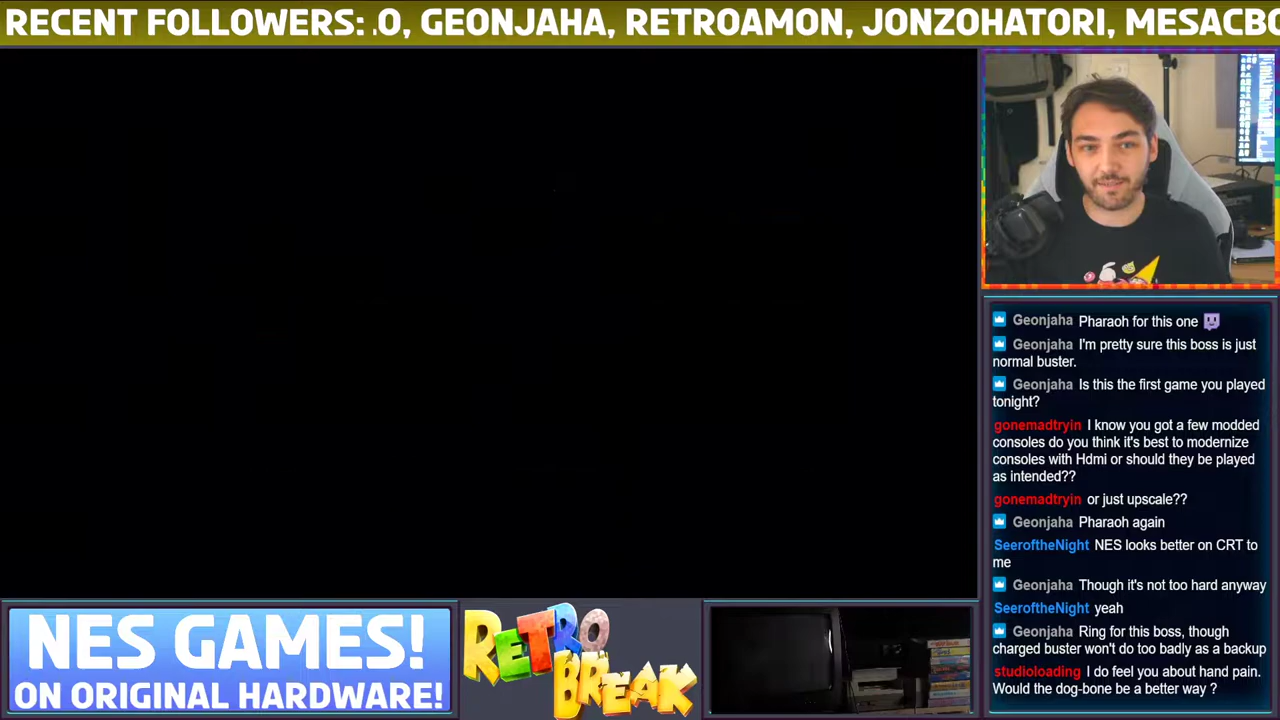 RECENT FOLLOWERS: .O, GEONJAHA, RETROAMON, JONZOHATORI, MESACBO
Geonjaha Pharaoh for this one
Geonjaha I'm pretty sure this boss is just
normal buster.
Geonjaha Is this the first game you played
tonight?
gonemadtryin I know you got a few modded
consoles do you think it's best to modernize
consoles with Hdmi or should they be played
as intended??
gonemadtryin or just upscale??
Geonjaha Pharaoh again
SeeroftheNight NES looks better on CRT to
me
Geonjaha Though it's not too hard anyway
SeeroftheNight yeah
Geonjaha Ring for this boss, though
charged buster won't do too badly as a backup
studioloading I do feel you about hand pain.
Would the dog-bone be a better way ?
NES GAMES!
ON ORIGINAL HARDWARE!
RETRO
BREAK